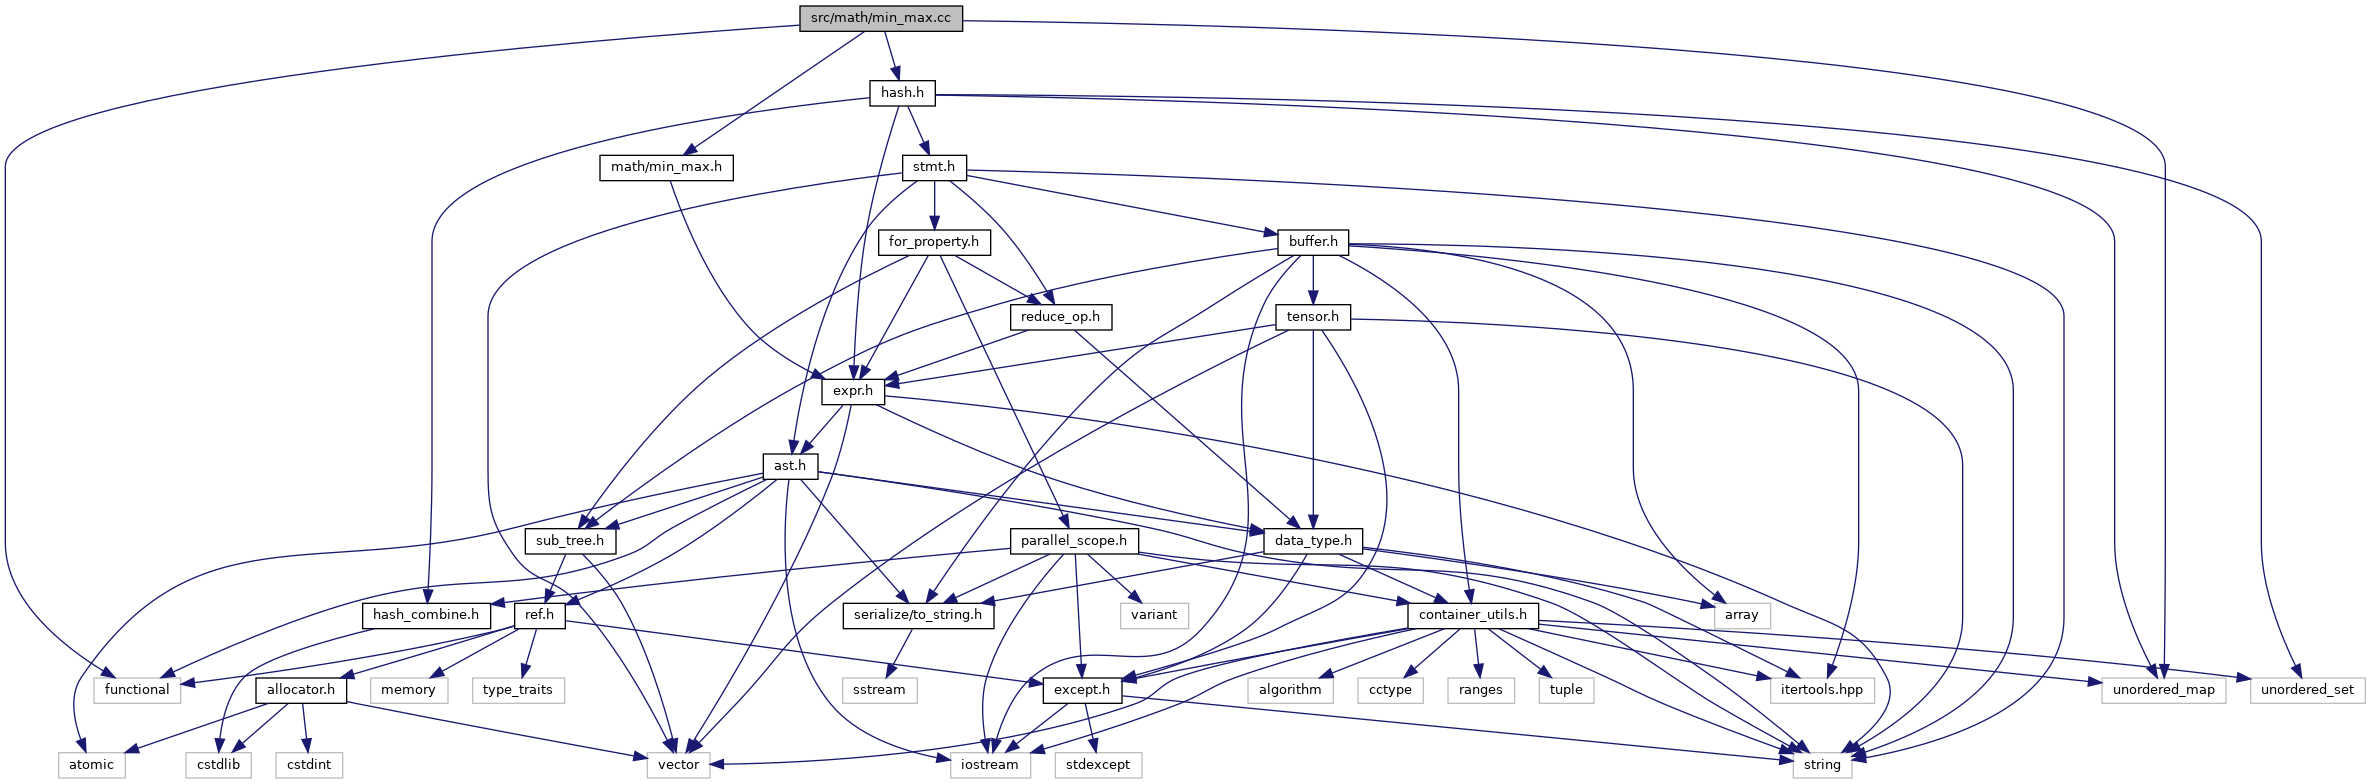 src/math/min_max.cc
hash.h
math/min_max.h
stmt.h
for_property.h
buffer.h
reduce_op.h
tensor.h
expr.h
ast.h
sub_tree.h
parallel_scope.h
data_type.h
hash_combine.h
ref.h
serialize/to_string.h
variant
container_utils.h
array
functional
allocator.h
memory
type_traits
sstream
except.h
algorithm
cctype
ranges
tuple
itertools.hpp
unordered_map
unordered_set
atomic
cstdlib
cstdint
vector
iostream
stdexcept
string